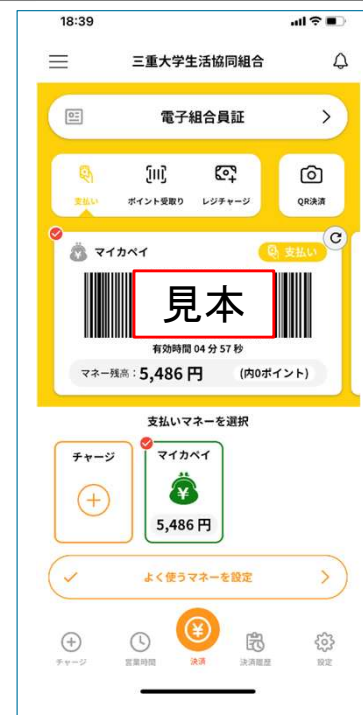 18:39
三重大学生活協同組合
電子組合員証
支払い
ポイント受取り
レジチャージ
QR決済
マイカペイ
支払い
見本
有効時間 04 分 57 秒
マネー残高：5,486 円 (内0ポイント)
支払いマネーを選択
チャージ
マイカペイ
5,486 円
よく使うマネーを設定
チャージ
営業時間
決済
決済履歴
設定